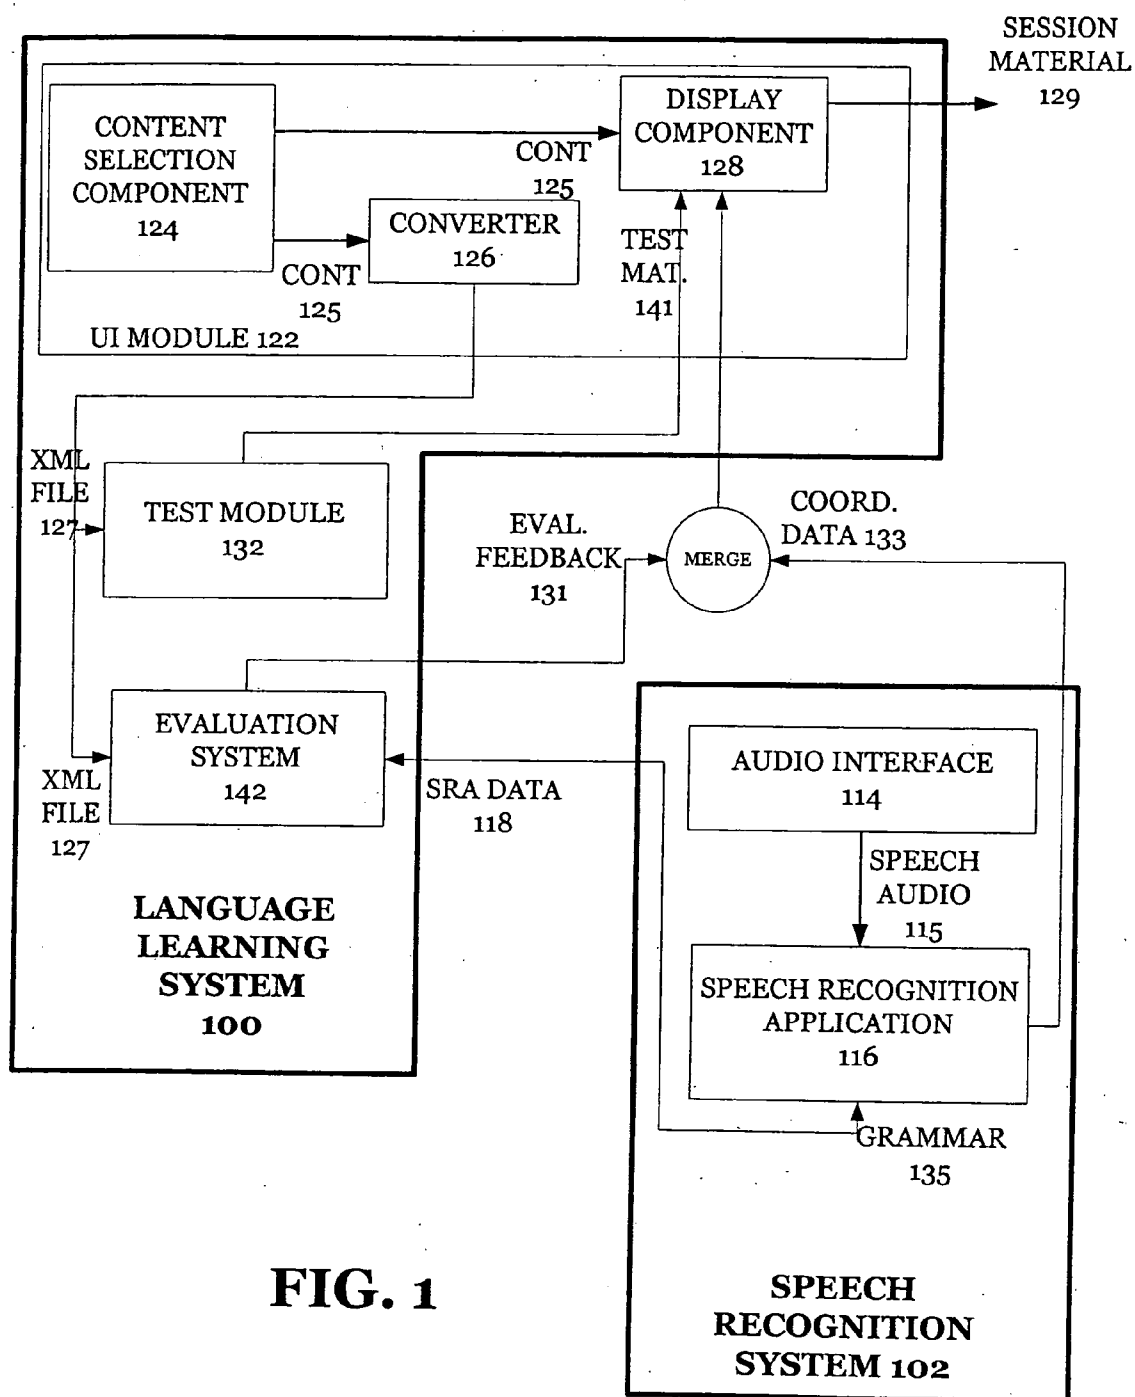 SESSION
MATERIAL
129
CONTENT
SELECTION
COMPONENT
124
DISPLAY
COMPONENT
128
CONT
125
CONVERTER
126
CONT
125
TEST
MAT.
141
UI MODULE 122
XML
FILE
127
TEST MODULE
132
EVAL.
FEEDBACK
131
MERGE
COORD.
DATA 133
EVALUATION
SYSTEM
142
XML
FILE
127
SRA DATA
118
AUDIO INTERFACE
114
SPEECH
AUDIO
115
SPEECH RECOGNITION
APPLICATION
116
GRAMMAR
135
LANGUAGE
LEARNING
SYSTEM
100
FIG. 1
SPEECH
RECOGNITION
SYSTEM 102